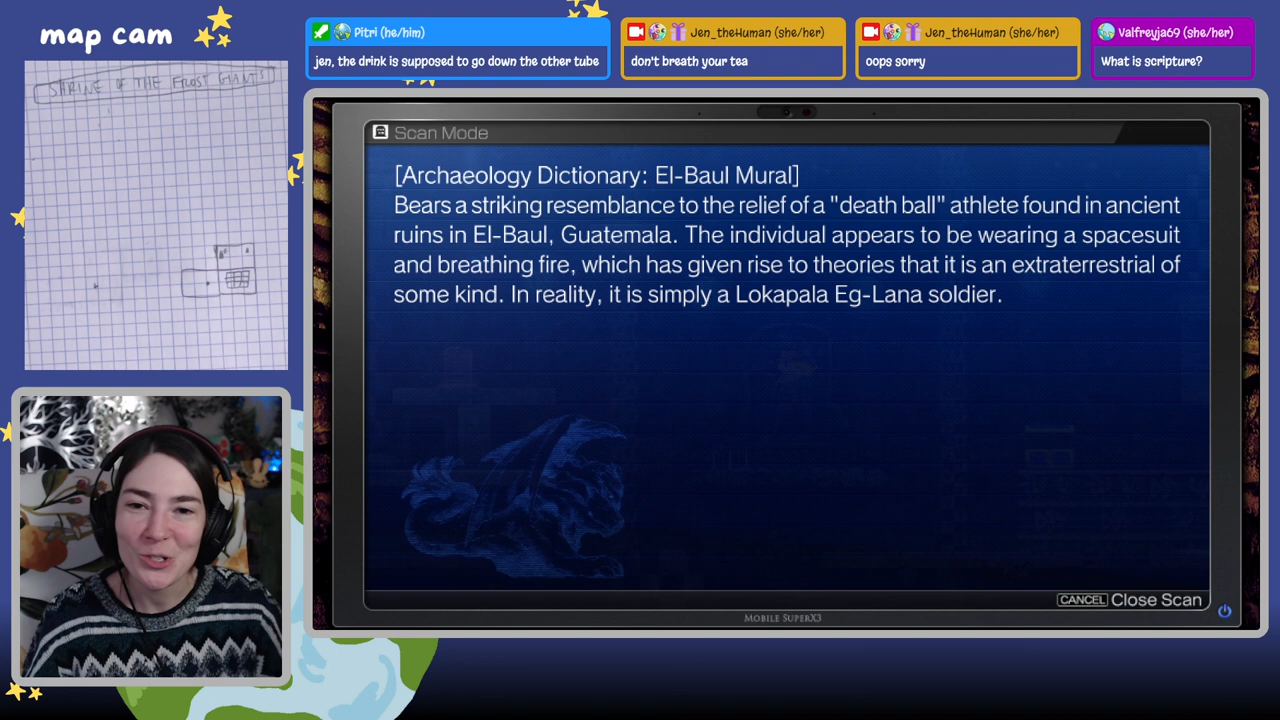 map cam
SHRINE OF THE FROST GIANTS
Pitri (he/him)
jen, the drink is supposed to go down the other tube
Jen_theHuman (she/her)
don't breath your tea
Jen_theHuman (she/her)
oops sorry
Valfreyja69 (she/her)
What is scripture?
Scan Mode
[Archaeology Dictionary: El-Baul Mural]
Bears a striking resemblance to the relief of a "death ball" athlete found in ancient
ruins in El-Baul, Guatemala. The individual appears to be wearing a spacesuit
and breathing fire, which has given rise to theories that it is an extraterrestrial of
some kind. In reality, it is simply a Lokapala Eg-Lana soldier.
CANCEL Close Scan
MOBILE SUPERX3